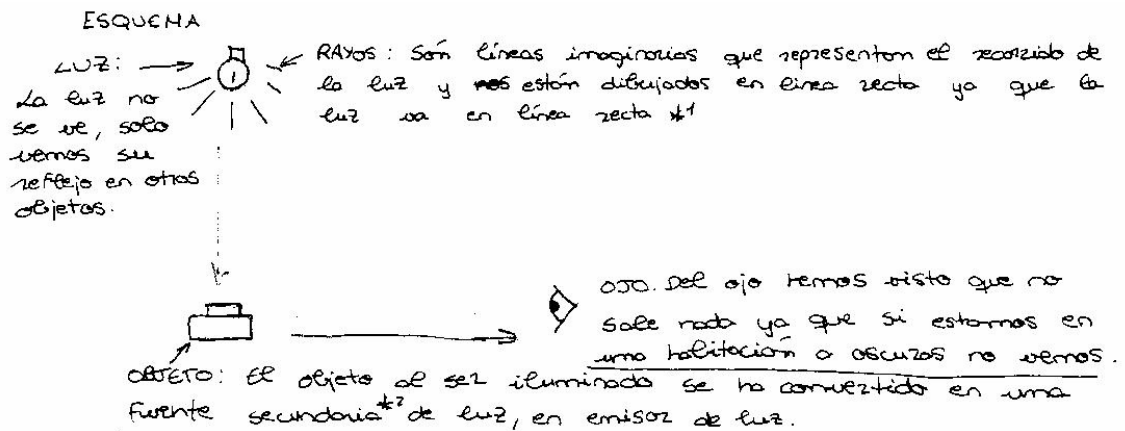 ESQUEMA
LUZ:
La luz no
se ve, solo
vemos su
reflejo en otros
objetos.
RAYOS: Són líneas imaginarias que representan el recorrido de
la luz y están dibujados en linea recta ya que la
luz va en línea recta *1
OJO. Del ojo hemos visto que no
sale nada ya que si estamos en
una habitación a oscuras no vemos.
OBJETO: El objeto al ser iluminado se ha convertido en una
fuente secundaria*2 de luz, en emisor de luz.